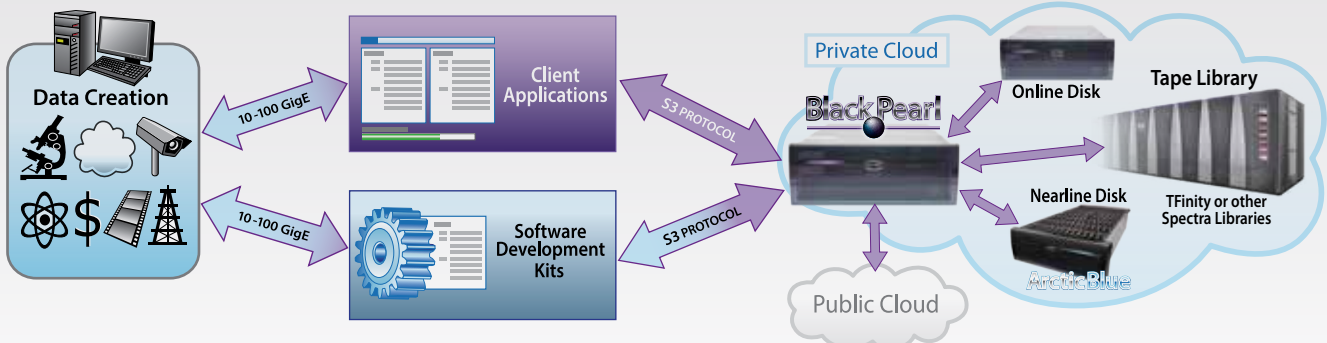 Data Creation
$
10-100 GigE
10-100 GigE
Client
Applications
Software
Development
Kits
S3 PROTOCOL
S3 PROTOCOL
Private Cloud
BlackPearl
Online Disk
Tape Library
TFinity or other
Spectra Libraries
Nearline Disk
ArcticBlue
Public Cloud